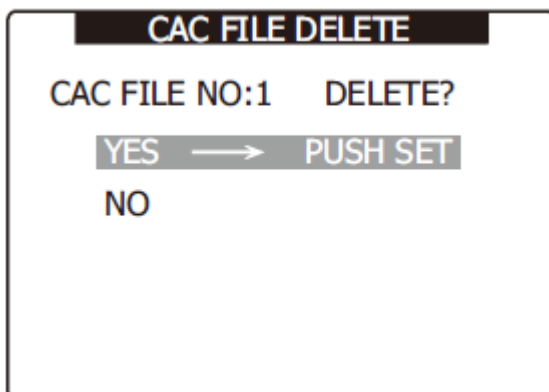 CAC FILE DELETE
CAC FILE NO:1 DELETE?
YES → PUSH SET
NO